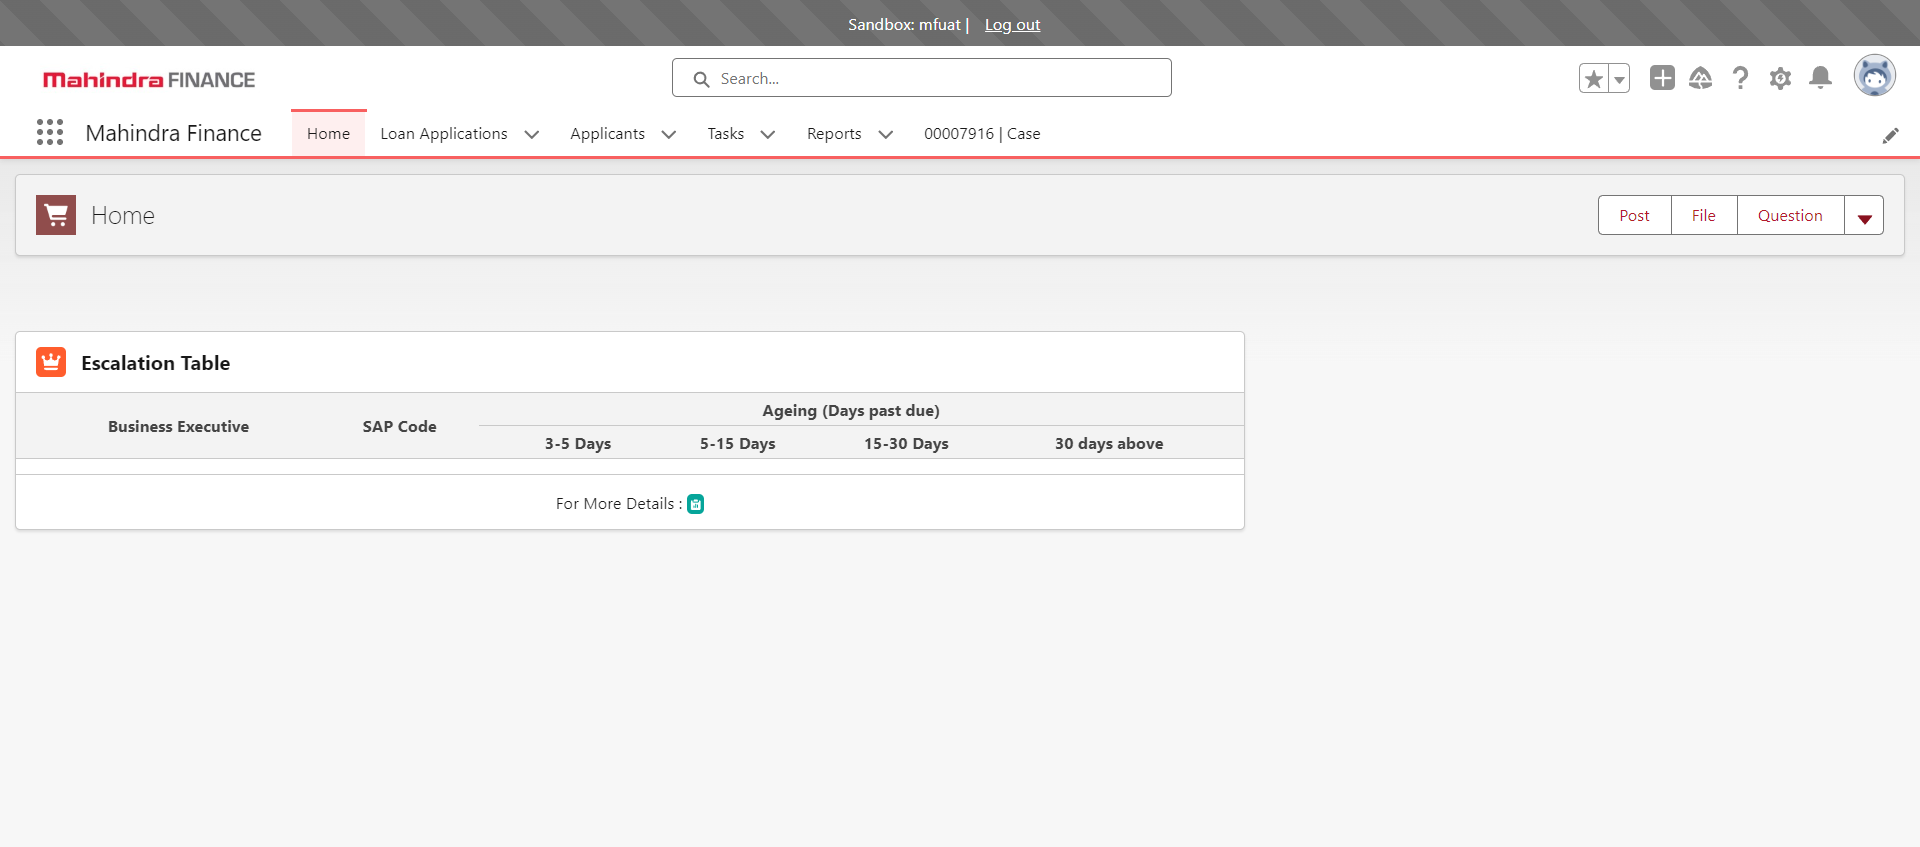 Sandbox: mfuat | Log out
Mahindra FINANCE
Search...
Mahindra Finance
Home
Loan Applications
Applicants
Tasks
Reports
00007916 | Case
Home
Post
File
Question
Escalation Table
Business Executive
SAP Code
Ageing (Days past due)
3-5 Days
5-15 Days
15-30 Days
30 days above
For More Details :